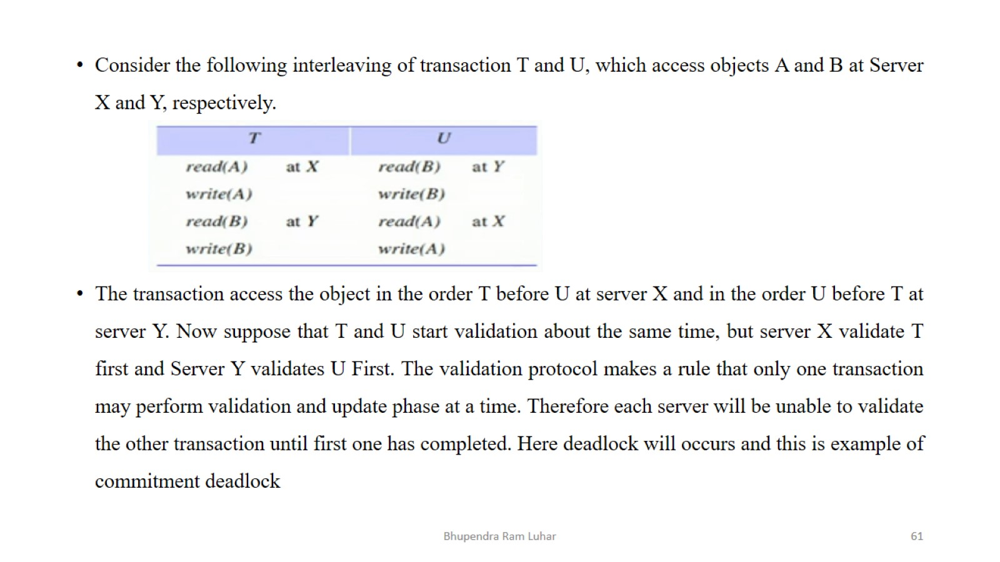 • Consider the following interleaving of transaction T and U, which access objects A and B at Server
X and Y, respectively.
T U
read(A) at X read(B) at Y
write(A) write(B)
read(B) at Y read(A) at X
write(B) write(A)
• The transaction access the object in the order T before U at server X and in the order U before T at
server Y. Now suppose that T and U start validation about the same time, but server X validate T
first and Server Y validates U First. The validation protocol makes a rule that only one transaction
may perform validation and update phase at a time. Therefore each server will be unable to validate
the other transaction until first one has completed. Here deadlock will occurs and this is example of
commitment deadlock
Bhupendra Ram Luhar 61